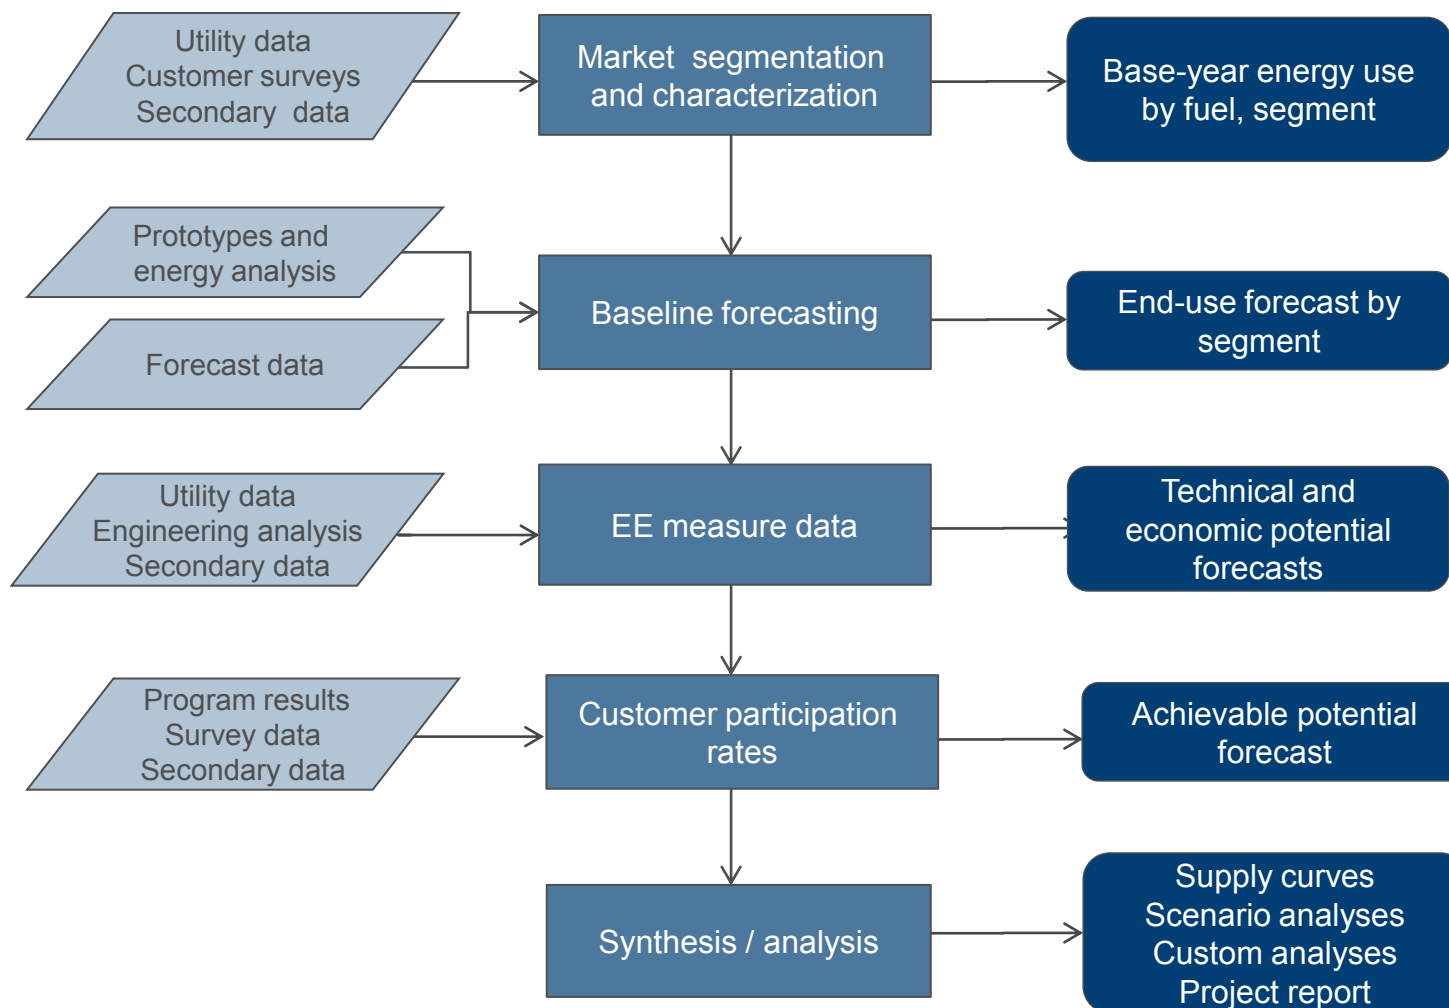 Utility data
Customer surveys
Secondary data
Market segmentation
and characterization
Base-year energy use
by fuel, segment
Prototypes and
energy analysis
Forecast data
Baseline forecasting
End-use forecast by
segment
Utility data
Engineering analysis
Secondary data
EE measure data
Technical and
economic potential
forecasts
Program results
Survey data
Secondary data
Customer participation
rates
Achievable potential
forecast
Synthesis / analysis
Supply curves
Scenario analyses
Custom analyses
Project report